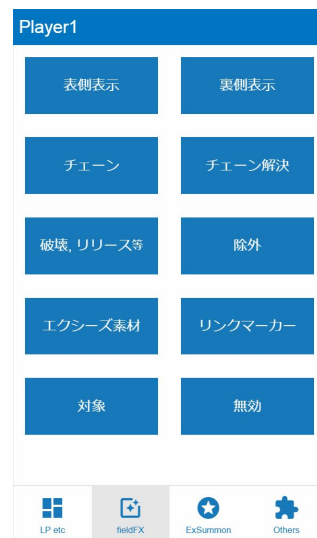 Player1
表側表示
裏側表示
チェーン
チェーン解決
破壊, リリース等
除外
エクシーズ素材
リンクマーカー
対象
無効
LP etc
fieldFX
ExSummon
Others